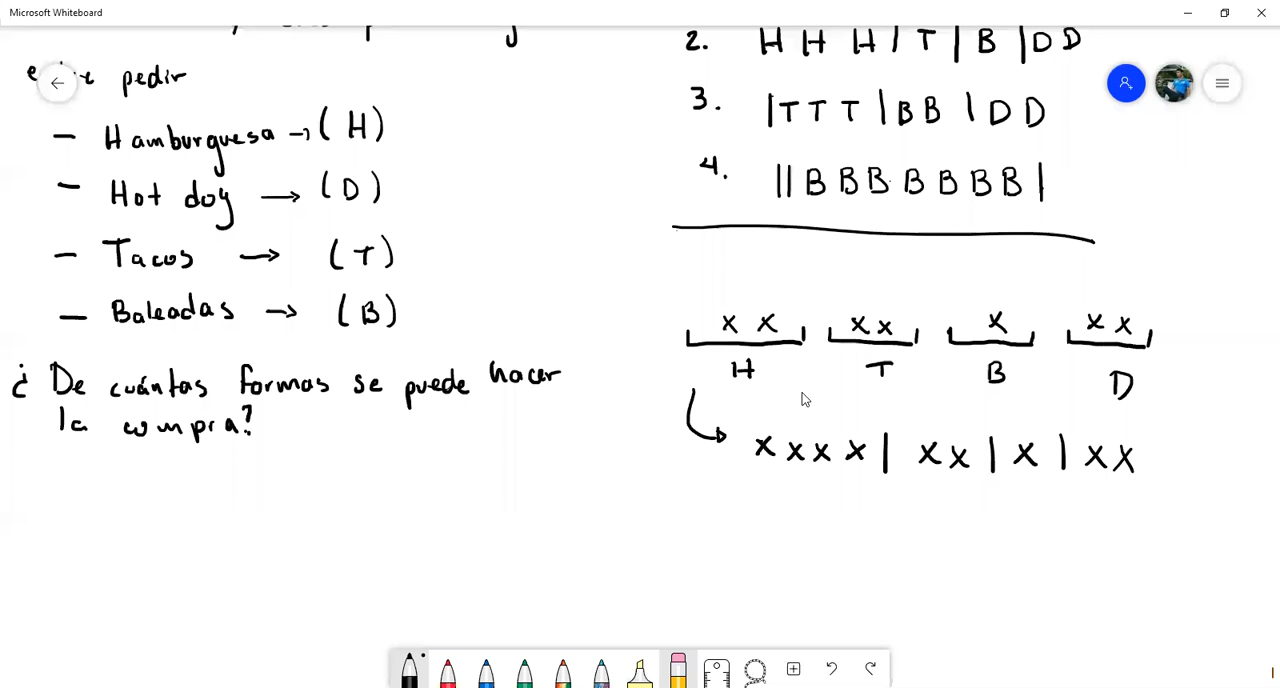 Microsoft Whiteboard
pedir
- Hamburguesa → (H)
- Hot dog → (D)
- Tacos → (T)
- Baleadas → (B)
¿ De cuántas formas se puede hacer
la compra?
2. H H H | T | B | D D
3. | T T T | B B | D D
4. | | B B B B B B B |
x x x x x x x
H T B D
x x x x | x x | x | x x